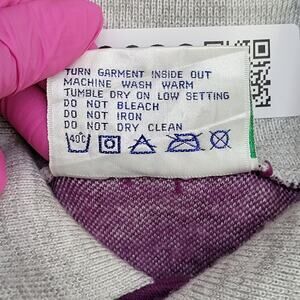 TURN GARMENT INSIDE OUT
MACHINE WASH WARM
TUMBLE DRY ON LOW SETTING
DO NOT BLEACH
DO NOT IRON
DO NOT DRY CLEAN
40°C